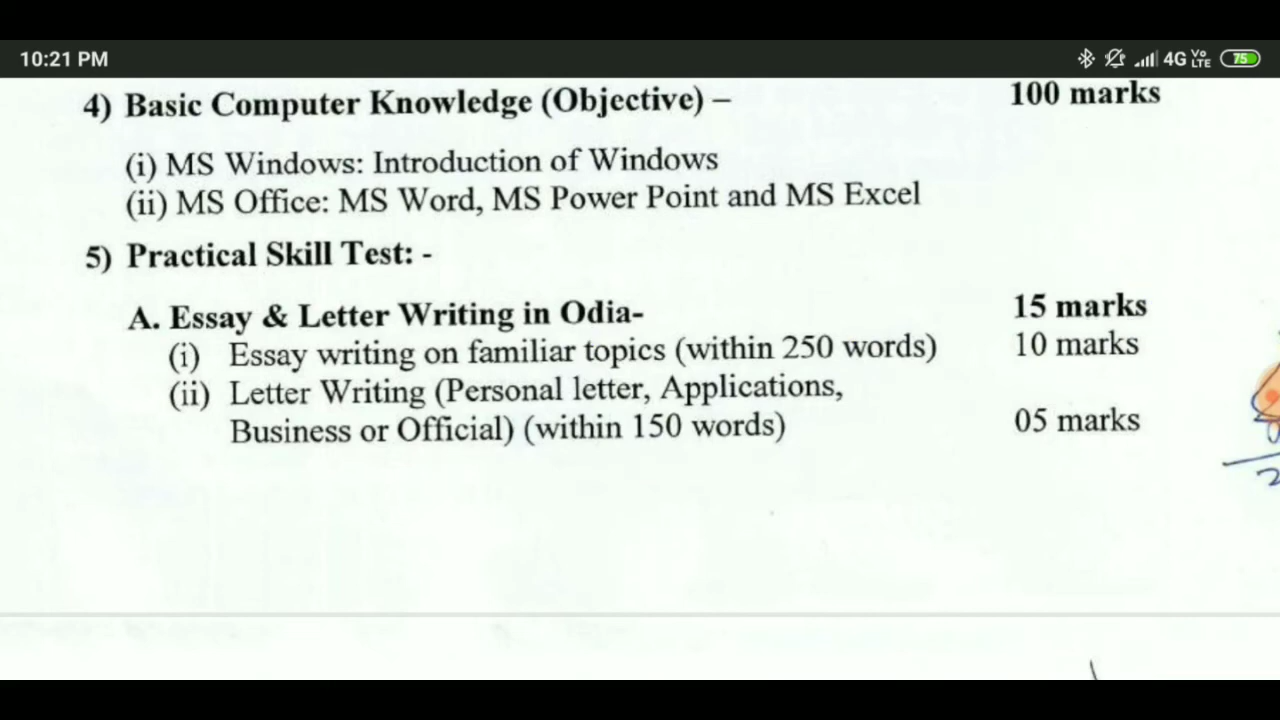 10:21 PM 4G Vo LTE 75
4) Basic Computer Knowledge (Objective) – 100 marks
(i) MS Windows: Introduction of Windows
(ii) MS Office: MS Word, MS Power Point and MS Excel
5) Practical Skill Test: -
A. Essay & Letter Writing in Odia- 15 marks
(i) Essay writing on familiar topics (within 250 words) 10 marks
(ii) Letter Writing (Personal letter, Applications,
Business or Official) (within 150 words) 05 marks